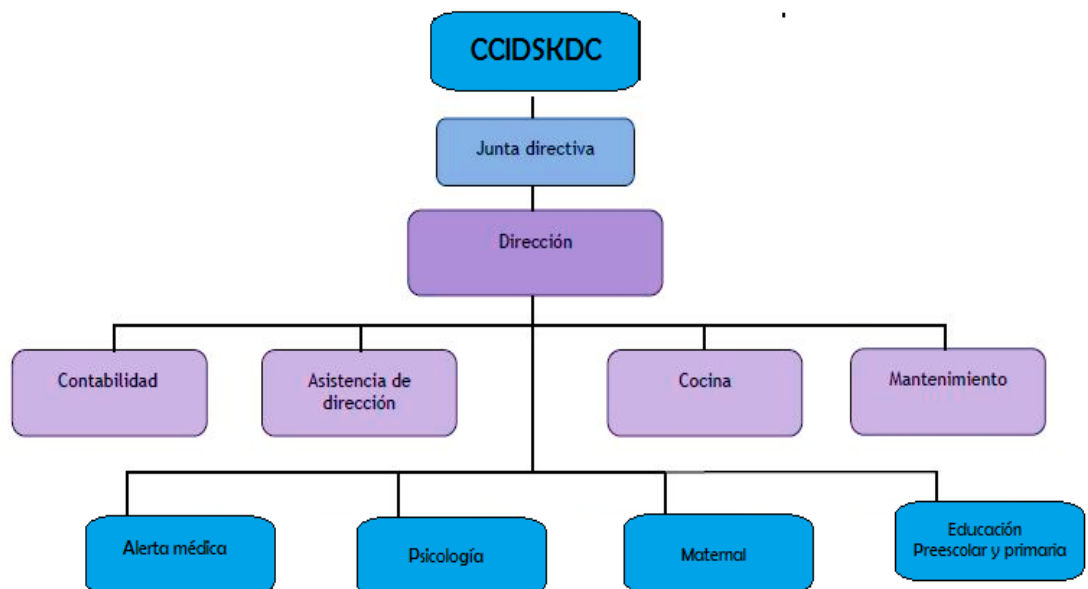 CCIDSKDC
Junta directiva
Dirección
Contabilidad
Asistencia de
dirección
Cocina
Mantenimiento
Alerta médica
Psicología
Maternal
Educación
Preescolar y primaria